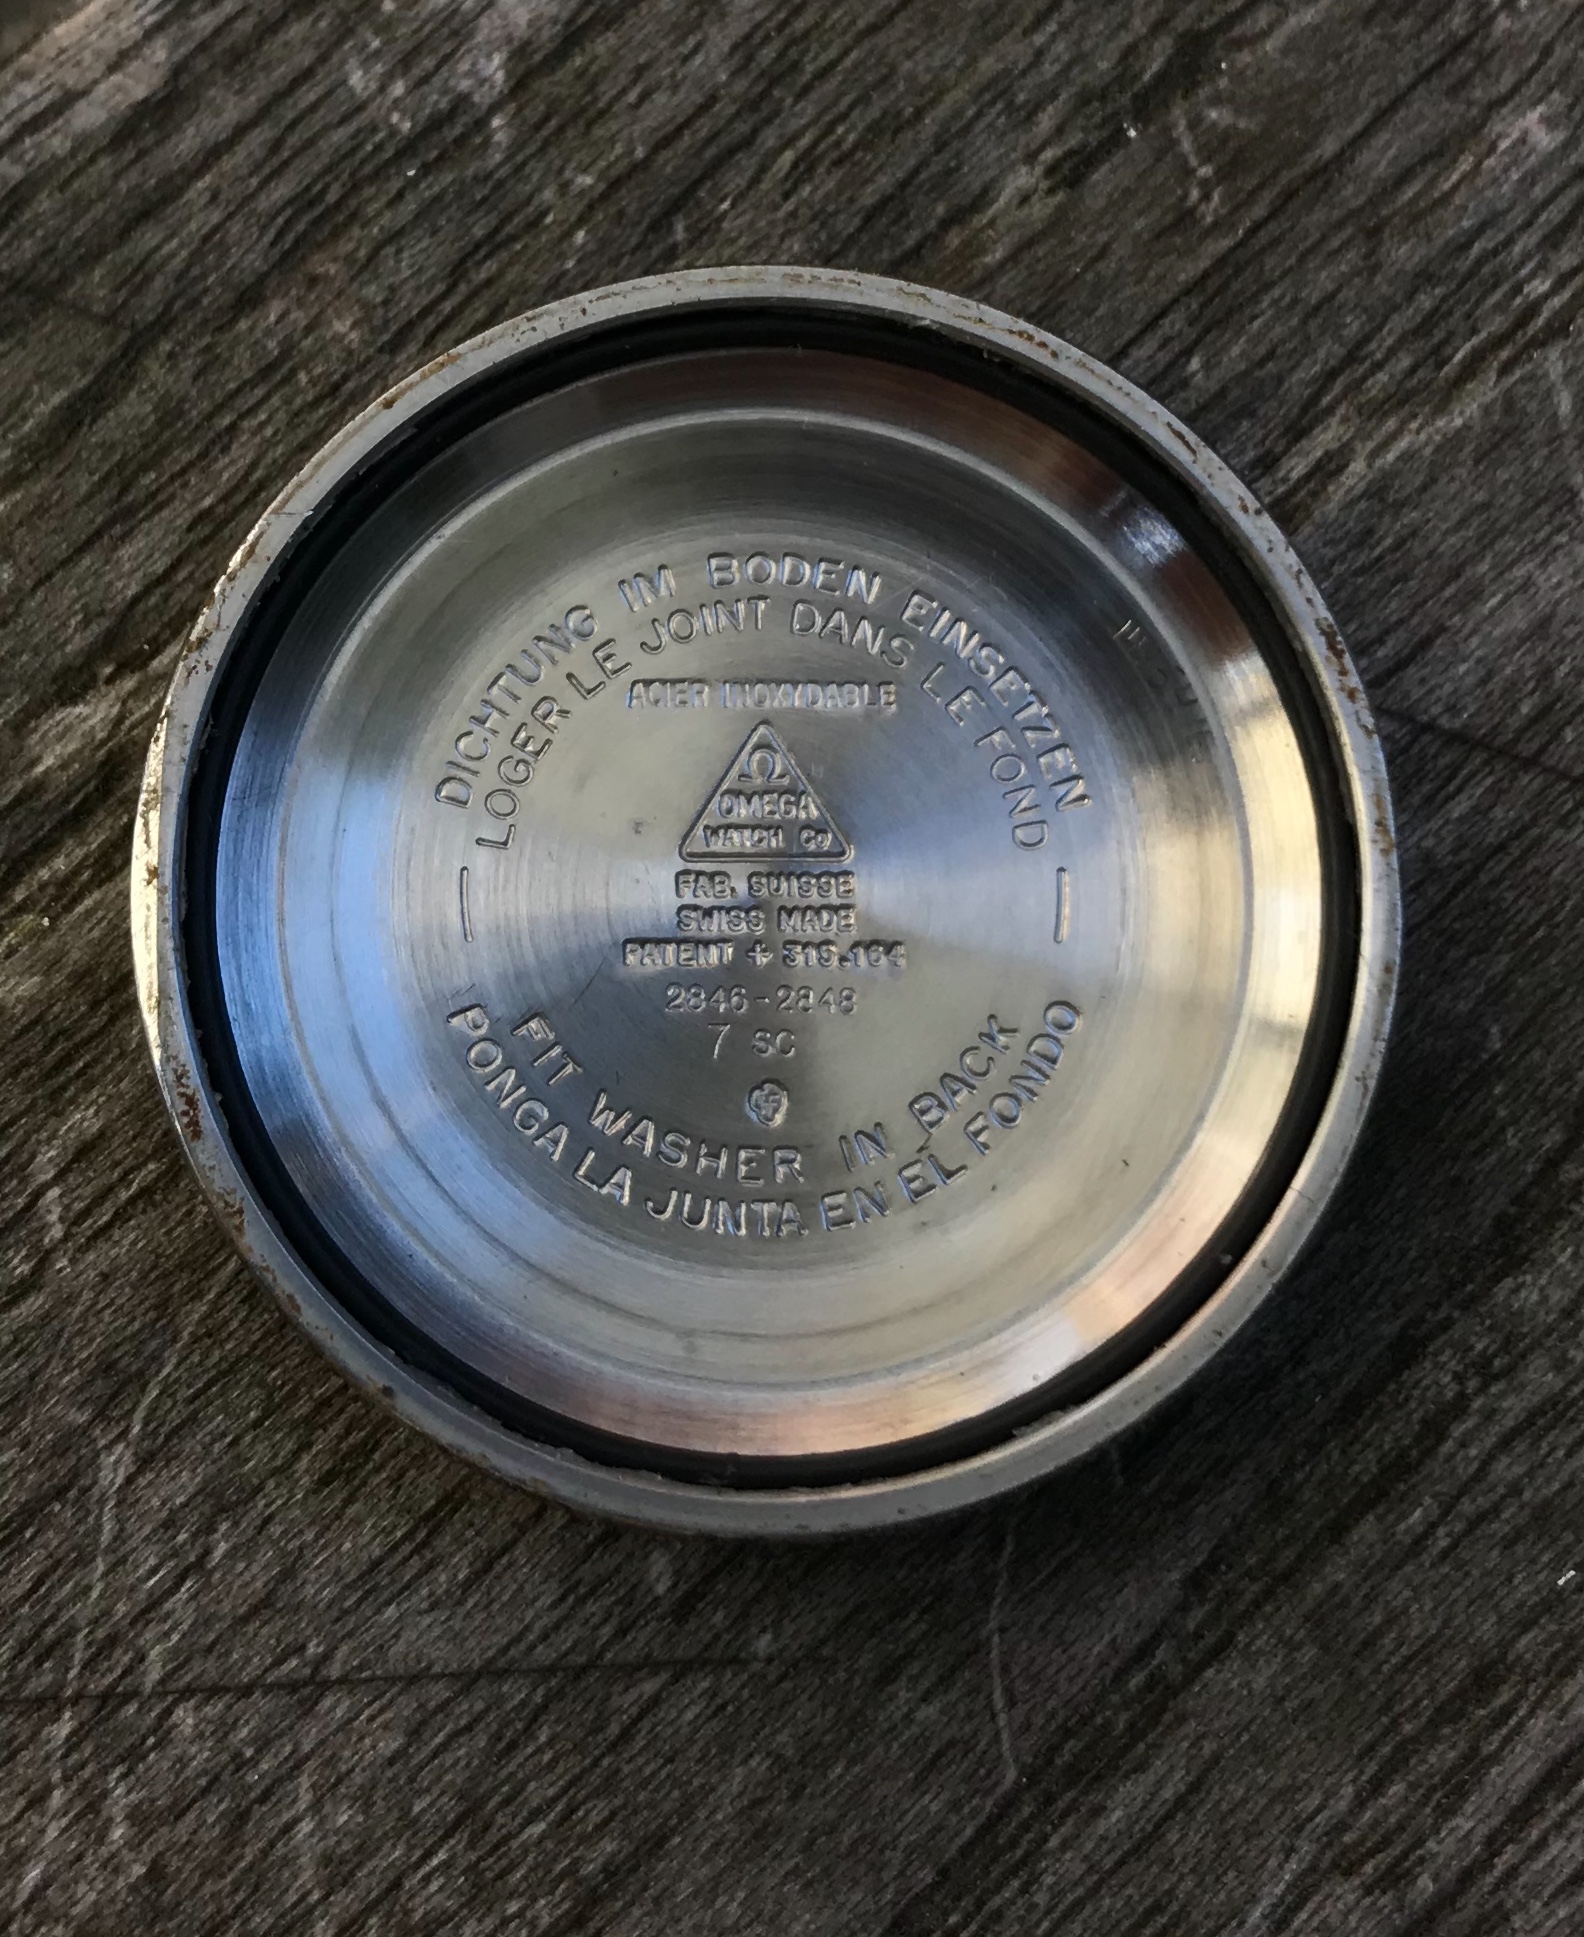 DICHTUNG IM BODEN EINSETZEN
LOGER LE JOINT DANS LE FOND
ACIER INOXYDABLE
Ω
OMEGA
WATCH Co
FAB. SUISSE
SWISS MADE
PATENT + 318.164
2846-2848
7 SC
FIT WASHER IN BACK
PONGA LA JUNTA EN EL FONDO